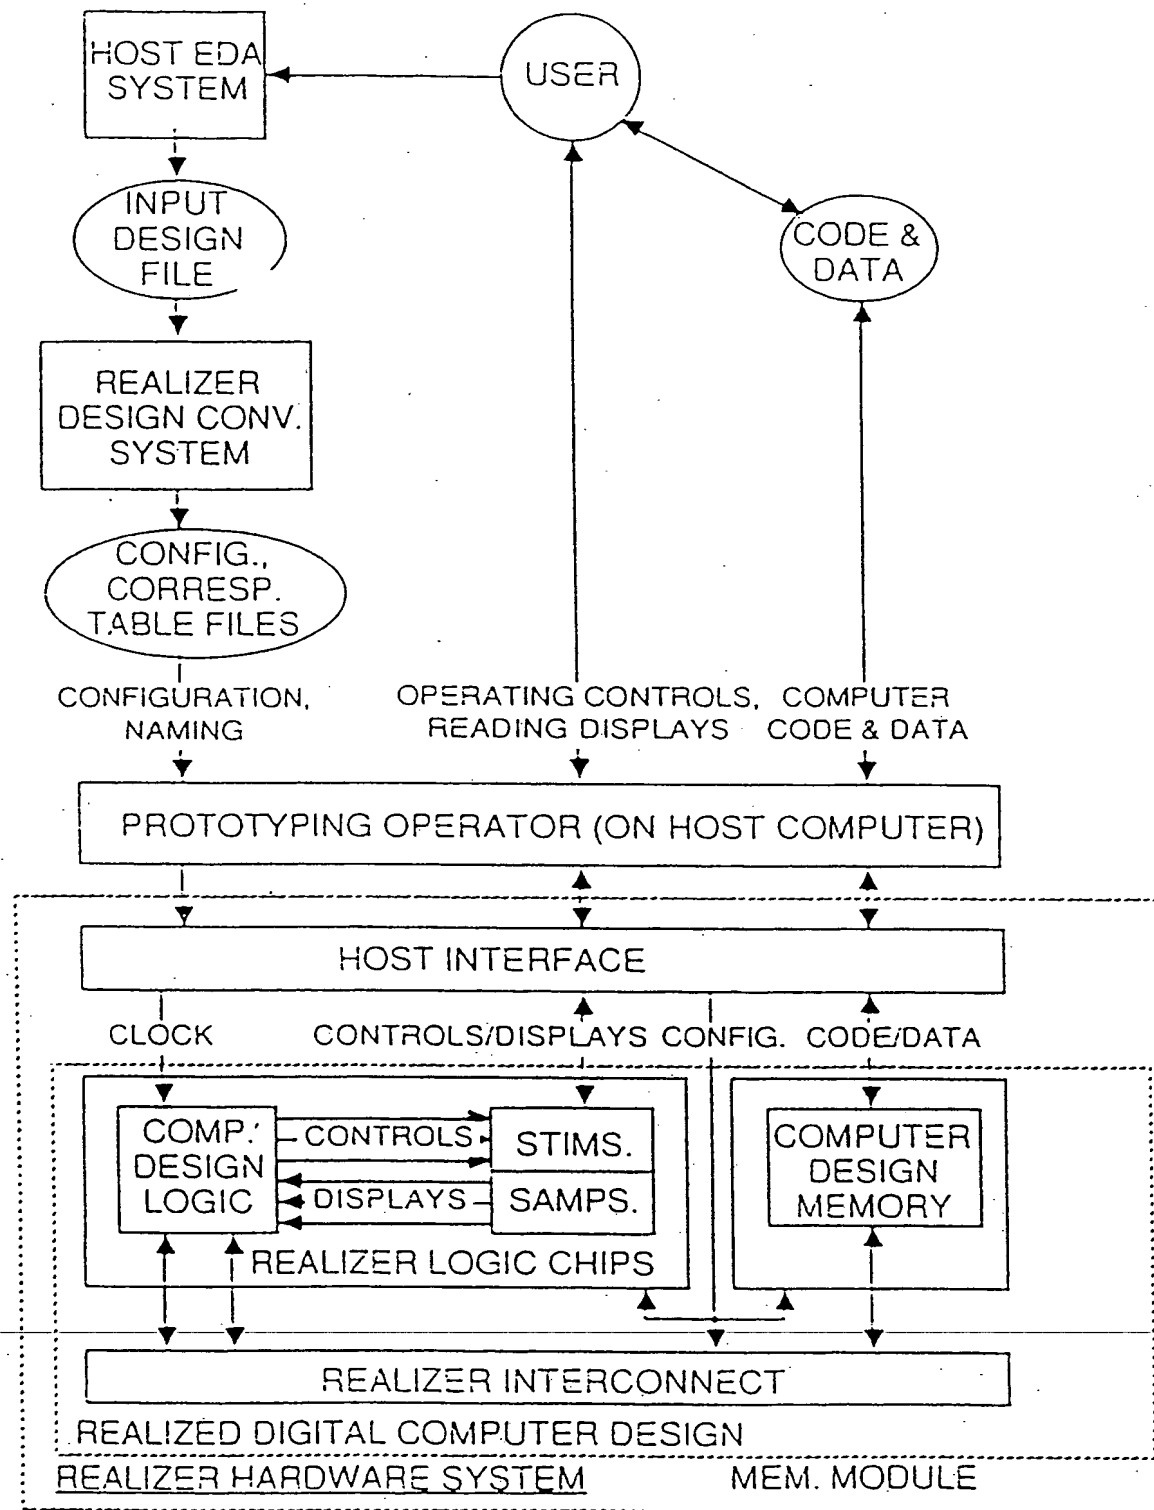 HOST EDA
SYSTEM
USER
INPUT
DESIGN
FILE
CODE &
DATA
REALIZER
DESIGN CONV.
SYSTEM
CONFIG.,
CORRESP.
TABLE FILES
CONFIGURATION,
NAMING
OPERATING CONTROLS,
READING DISPLAYS
COMPUTER
CODE & DATA
PROTOTYPING OPERATOR (ON HOST COMPUTER)
HOST INTERFACE
CLOCK
CONTROLS/DISPLAYS
CONFIG.
CODE/DATA
COMP.
DESIGN
LOGIC
CONTROLS
DISPLAYS
STIMS.
SAMPS.
COMPUTER
DESIGN
MEMORY
REALIZER LOGIC CHIPS
REALIZER INTERCONNECT
REALIZED DIGITAL COMPUTER DESIGN
REALIZER HARDWARE SYSTEM
MEM. MODULE